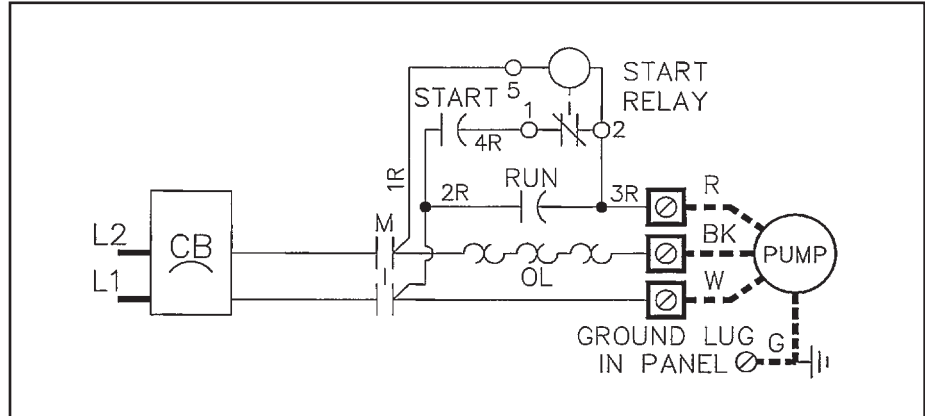 START
RELAY
5
START
1
2
4R
1R
2R
RUN
3R
R
M
BK
L2
CB
PUMP
OL
L1
W
GROUND LUG
IN PANEL
G